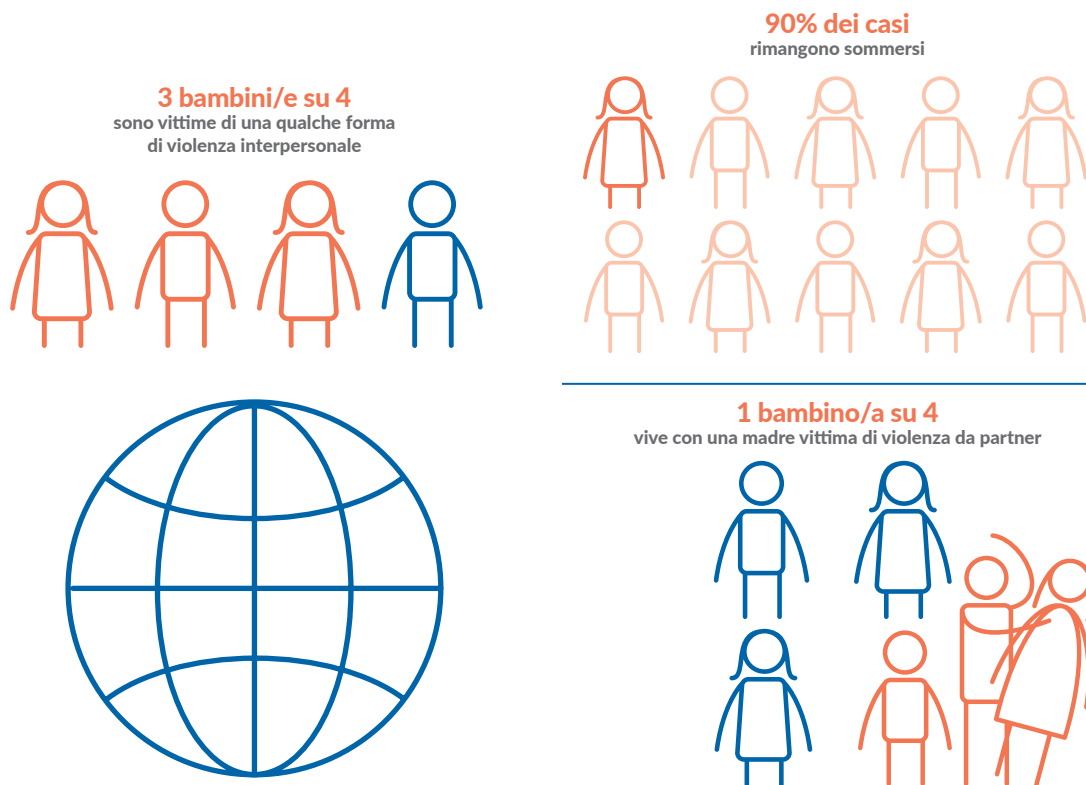 3 bambini/e su 4
sono vittime di una qualche forma
di violenza interpersonale
90% dei casi
rimangono sommersi
1 bambino/a su 4
vive con una madre vittima di violenza da partner